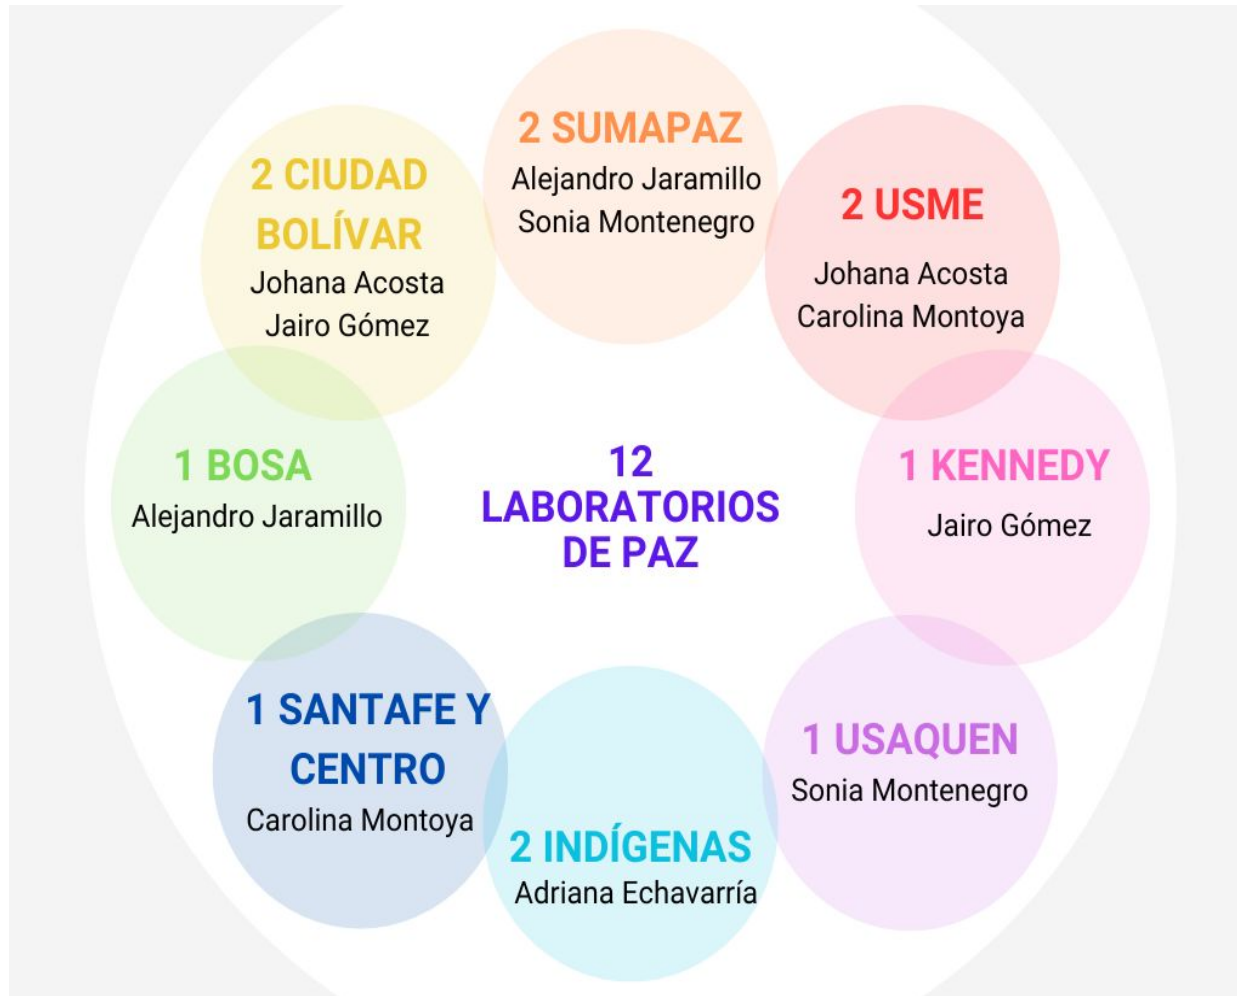 2 SUMAPAZ
Alejandro Jaramillo
Sonia Montenegro
2 CIUDAD
BOLÍVAR
Johana Acosta
Jairo Gómez
2 USME
Johana Acosta
Carolina Montoya
1 BOSA
Alejandro Jaramillo
12
LABORATORIOS
DE PAZ
1 KENNEDY
Jairo Gómez
1 SANTAFE Y
CENTRO
Carolina Montoya
2 INDÍGENAS
Adriana Echavarría
1 USAQUEN
Sonia Montenegro